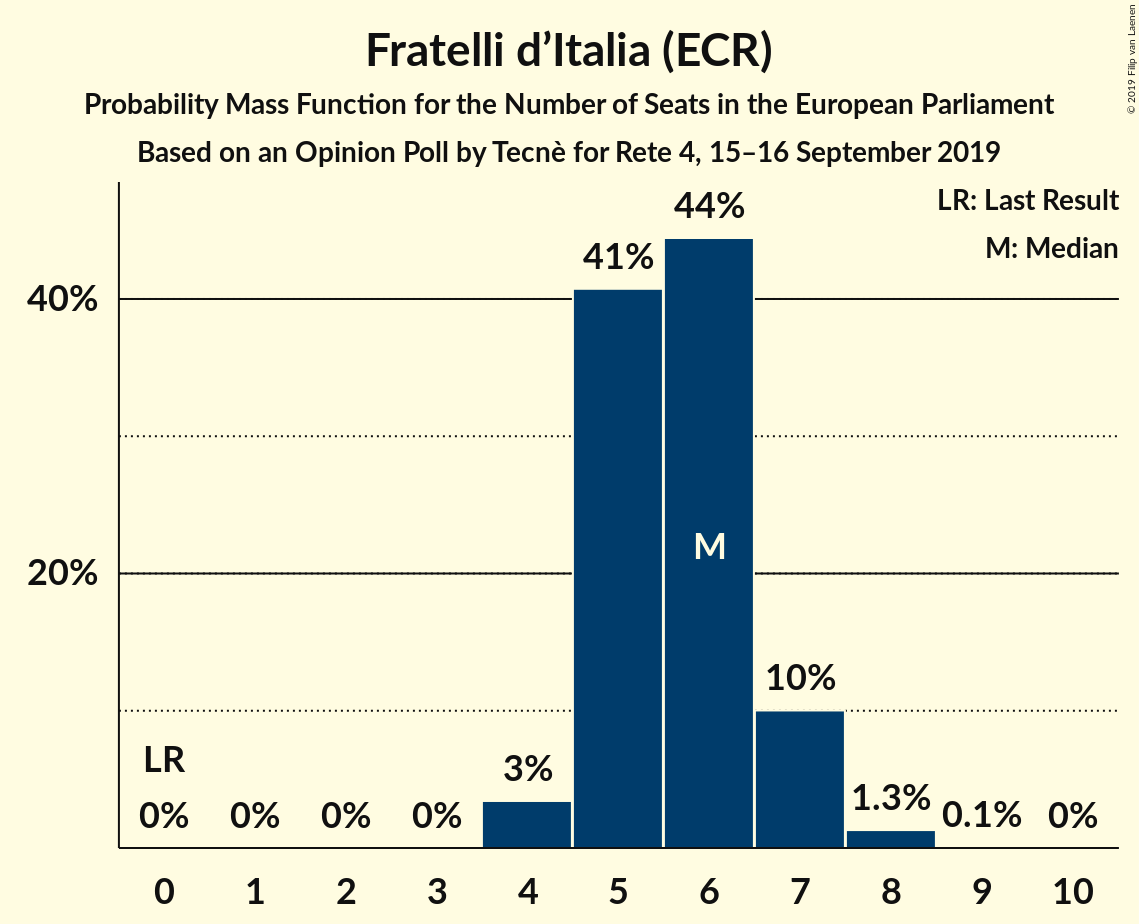 Fratelli d’Italia (ECR)
Probability Mass Function for the Number of Seats in the European Parliament
Based on an Opinion Poll by Tecnè for Rete 4, 15–16 September 2019
© 2019 Filip van Laenen
LR: Last Result
M: Median
44%
41%
40%
M
20%
10%
LR
3%
1.3%
0% 0% 0% 0% 0.1% 0%
0 1 2 3 4 5 6 7 8 9 10